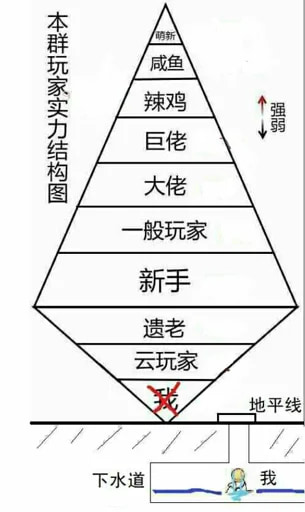 本群玩家实力结构图
萌新
咸鱼
辣鸡
巨佬
大佬
一般玩家
新手
遗老
云玩家
我
强
弱
地平线
下水道
我